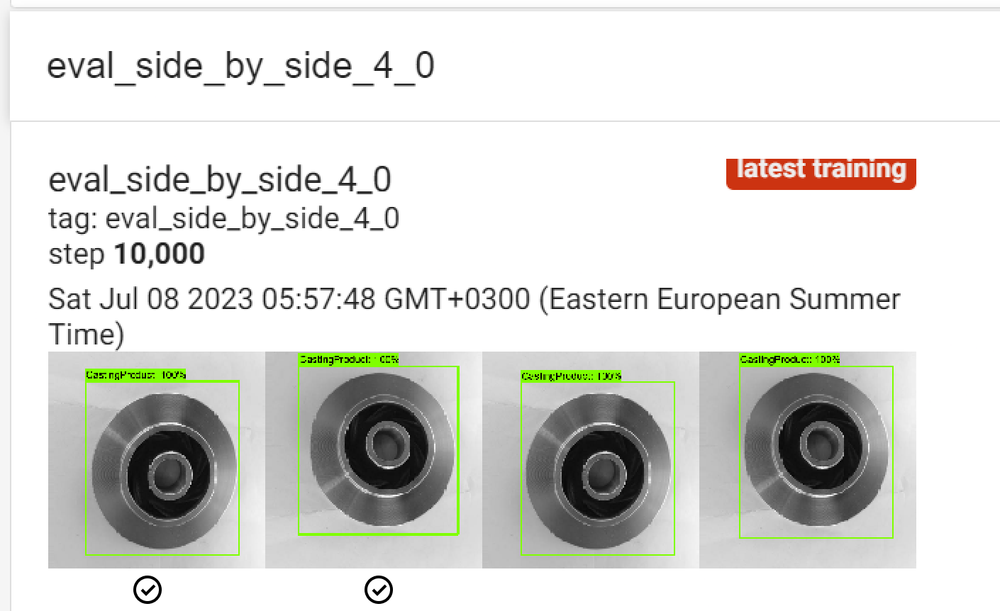 eval_side_by_side_4_0
eval_side_by_side_4_0
latest training
tag: eval_side_by_side_4_0
step 10,000
Sat Jul 08 2023 05:57:48 GMT+0300 (Eastern European Summer
Time)
CastingProduct: 100%
CastingProduct: 100%
CastingProduct: 100%
CastingProduct: 100%